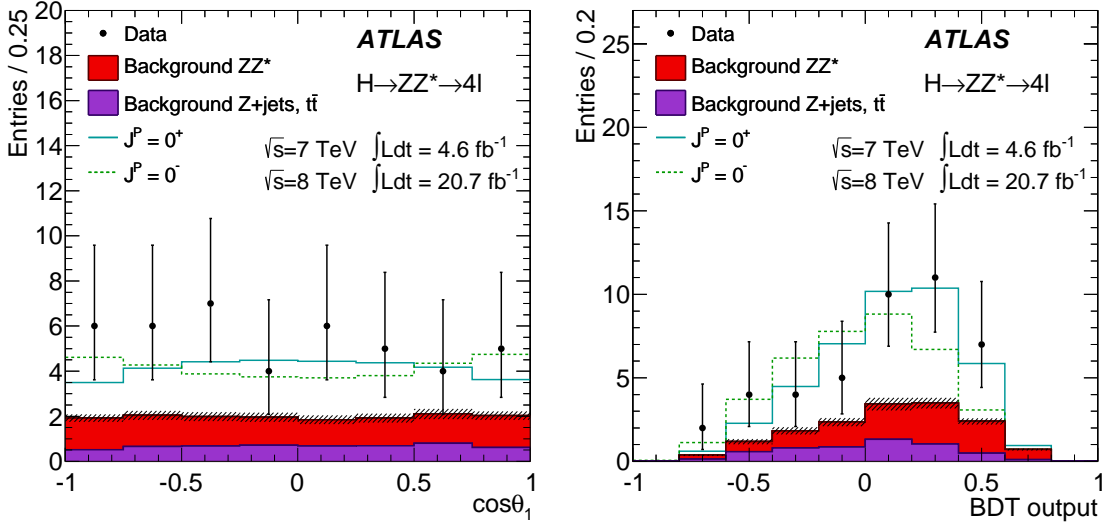 Entries / 0.25
20
18
16
14
12
10
8
6
4
2
0
Data
Background ZZ*
Background Z+jets, tt̄
J^P = 0^+
J^P = 0^-
ATLAS
H→ZZ*→4l
√s=7 TeV ∫Ldt = 4.6 fb^-1
√s=8 TeV ∫Ldt = 20.7 fb^-1
-1 -0.5 0 0.5 1
cosθ_1
Entries / 0.2
25
20
15
10
5
0
Data
Background ZZ*
Background Z+jets, tt̄
J^P = 0^+
J^P = 0^-
ATLAS
H→ZZ*→4l
√s=7 TeV ∫Ldt = 4.6 fb^-1
√s=8 TeV ∫Ldt = 20.7 fb^-1
-1 -0.5 0 0.5 1
BDT output